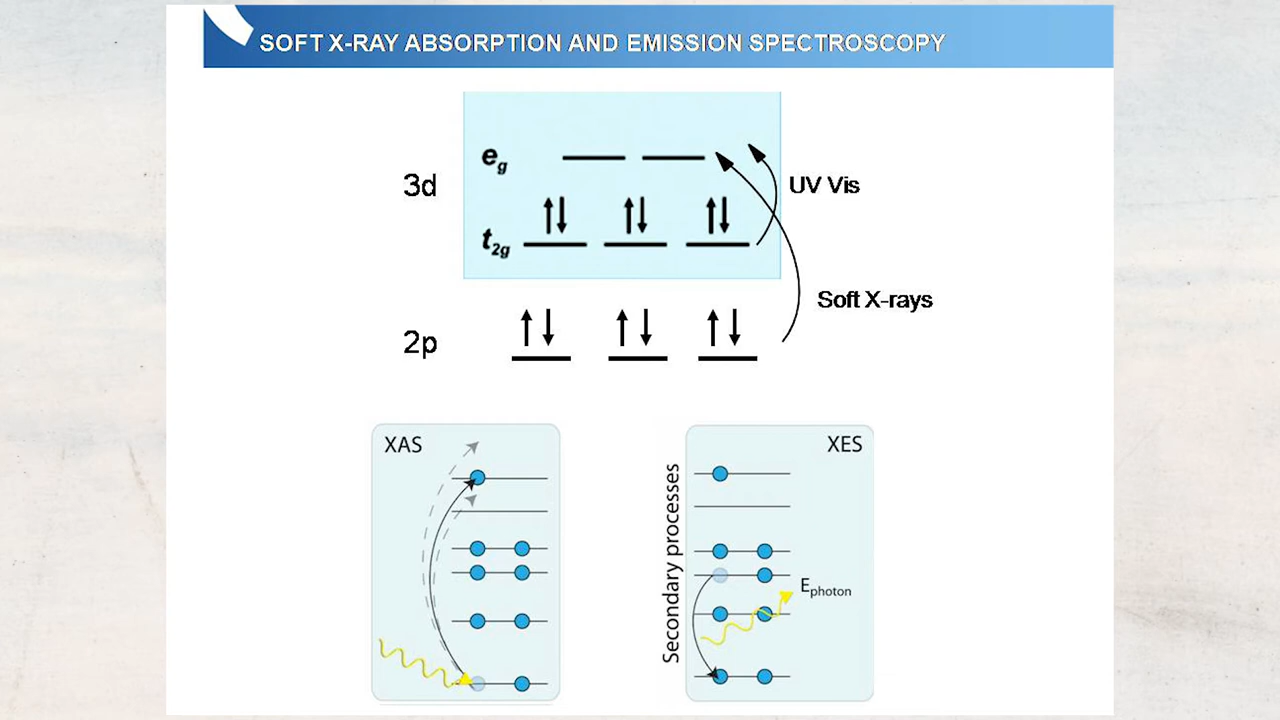 SOFT X-RAY ABSORPTION AND EMISSION SPECTROSCOPY
3d
eg
t2g
UV Vis
Soft X-rays
2p
XAS
Secondary processes
XES
Ephoton